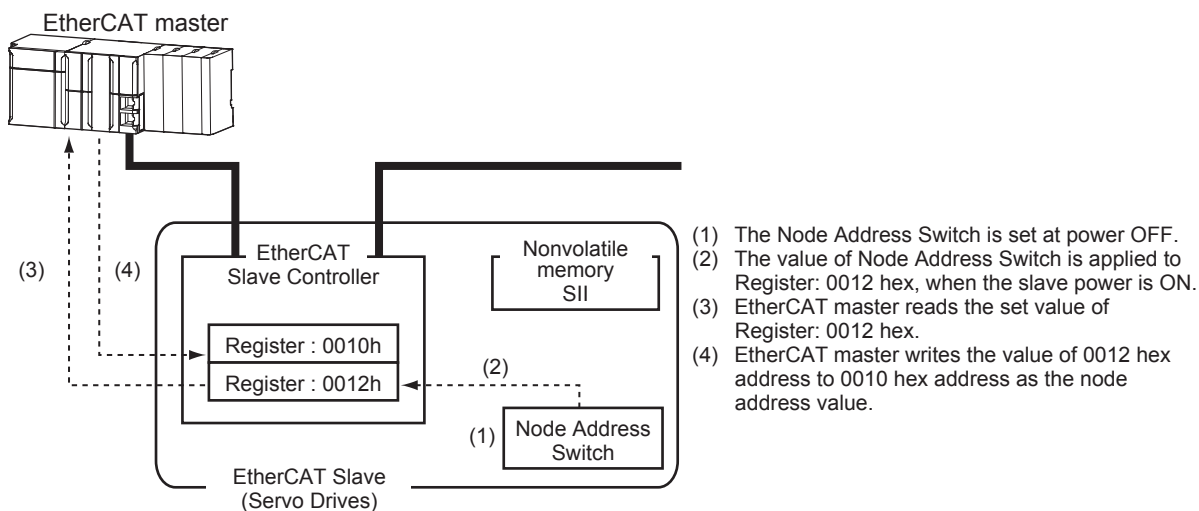 EtherCAT master
(3)
(4)
EtherCAT
Slave Controller
Nonvolatile
memory
SII
Register : 0010h
Register : 0012h
(2)
(1)
Node Address
Switch
EtherCAT Slave
(Servo Drives)
(1) The Node Address Switch is set at power OFF.
(2) The value of Node Address Switch is applied to
Register: 0012 hex, when the slave power is ON.
(3) EtherCAT master reads the set value of
Register: 0012 hex.
(4) EtherCAT master writes the value of 0012 hex
address to 0010 hex address as the node
address value.